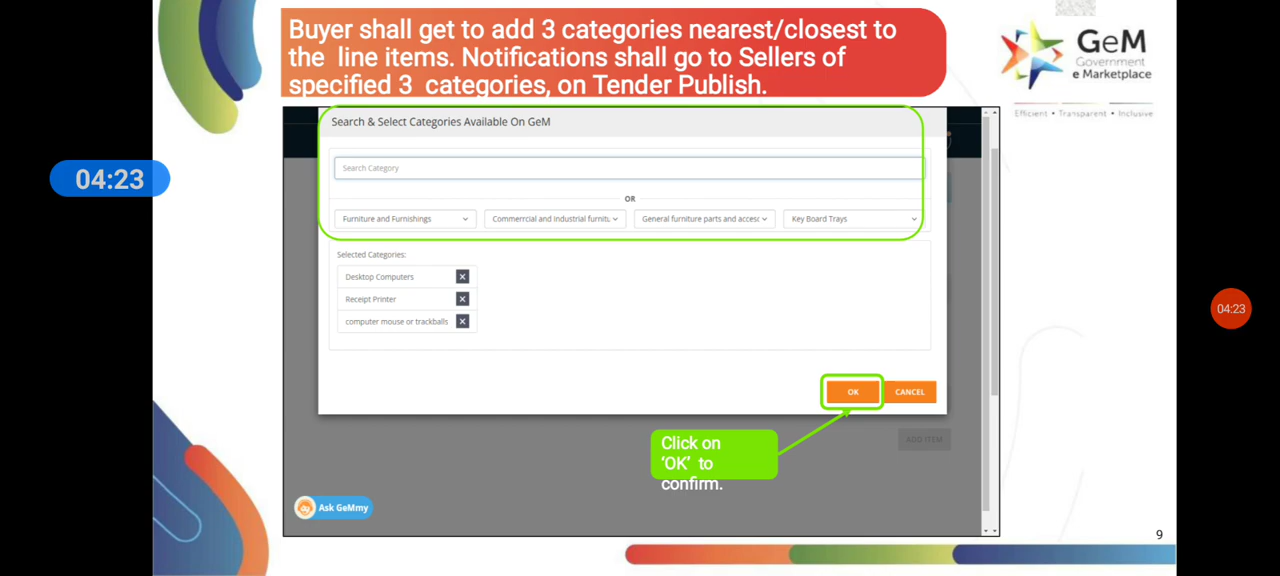 Buyer shall get to add 3 categories nearest/closest to
the line items. Notifications shall go to Sellers of
specified 3 categories, on Tender Publish.
GeM
Government
e Marketplace
Efficient • Transparent • Inclusive
Search & Select Categories Available On GeM
Search Category
OR
Furniture and Furnishings
Commerrcial and industrial furnitu
General furniture parts and access
Key Board Trays
04:23
Selected Categories:
Desktop Computers
Receipt Printer
computer mouse or trackballs
04:23
OK
CANCEL
Click on
‘OK’ to
confirm.
ADD ITEM
Ask GeMmy
9